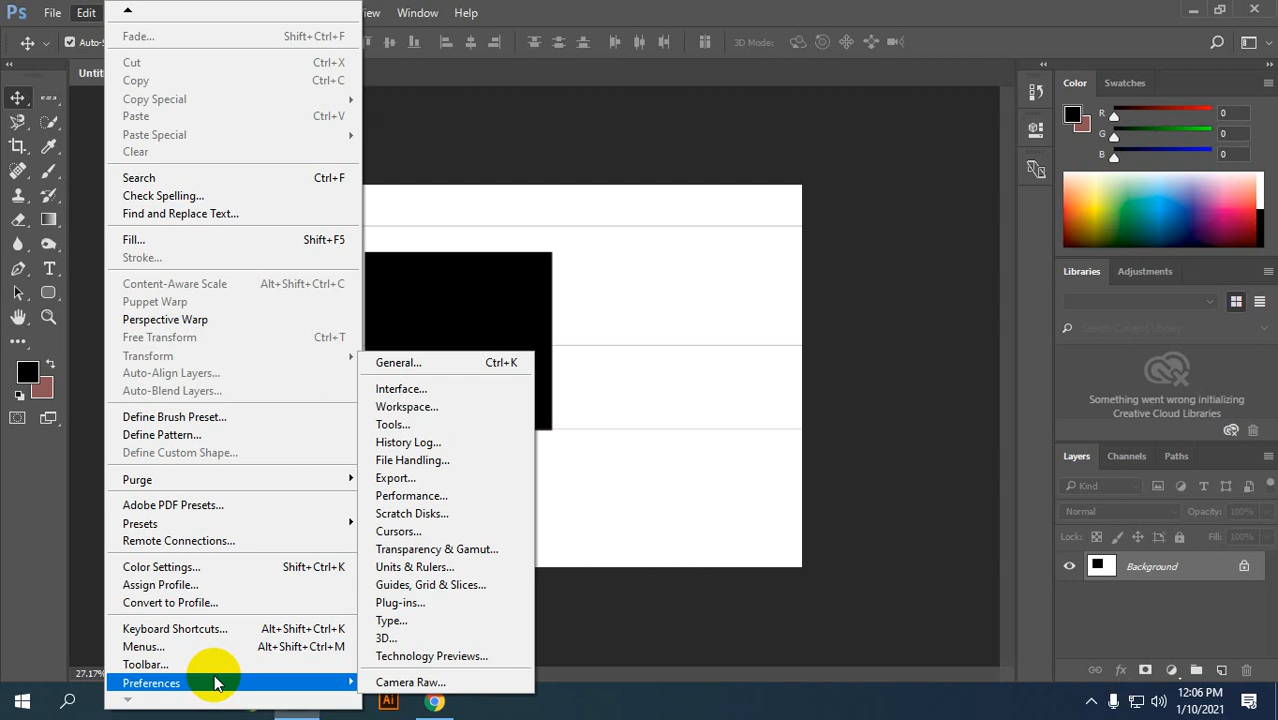 Ps File Edit iew Window Help
Auto-S 3D Mode:
Unti
Fade... Shift+Ctrl+F
Cut Ctrl+X
Copy Ctrl+C
Copy Special
Paste Ctrl+V
Paste Special
Clear
Search Ctrl+F
Check Spelling...
Find and Replace Text...
Fill... Shift+F5
Stroke...
Content-Aware Scale Alt+Shift+Ctrl+C
Puppet Warp
Perspective Warp
Free Transform Ctrl+T
Transform
Auto-Align Layers...
Auto-Blend Layers...
Define Brush Preset...
Define Pattern...
Define Custom Shape...
Purge
Adobe PDF Presets...
Presets
Remote Connections...
Color Settings... Shift+Ctrl+K
Assign Profile...
Convert to Profile...
Keyboard Shortcuts... Alt+Shift+Ctrl+K
Menus... Alt+Shift+Ctrl+M
Toolbar...
Preferences
General... Ctrl+K
Interface...
Workspace...
Tools...
History Log...
File Handling...
Export...
Performance...
Scratch Disks...
Cursors...
Transparency & Gamut...
Units & Rulers...
Guides, Grid & Slices...
Plug-ins...
Type...
3D...
Technology Previews...
Camera Raw...
Color Swatches
R 0
G 0
B 0
Libraries Adjustments
Search Current Library
Something went wrong initializing
Creative Cloud Libraries
Layers Channels Paths
Kind
Normal Opacity: 100%
Lock: Fill: 100%
Background
27.17%
Ai
12:06 PM
1/10/2021